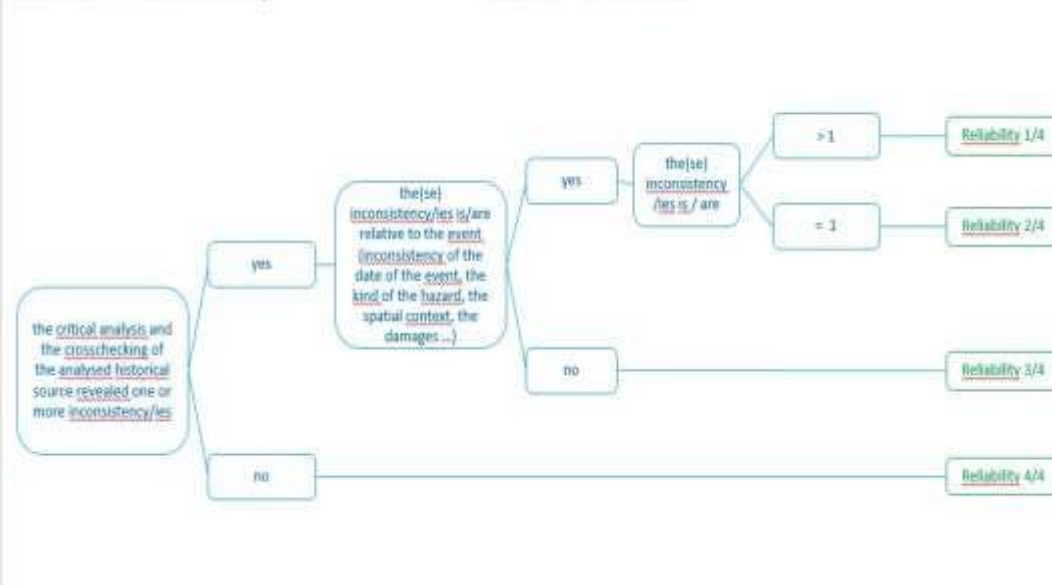 the critical analysis and
the crosschecking of
the analysed historical
source revealed one or
more inconsistency/ies
yes
no
the(se)
inconsistency/ies is/are
relative to the event
(inconsistency of the
date of the event, the
kind of the hazard, the
spatial context, the
damages ...)
yes
no
the(se)
inconsistency
/ies is / are
> 1
= 1
Reliability 1/4
Reliability 2/4
Reliability 3/4
Reliability 4/4